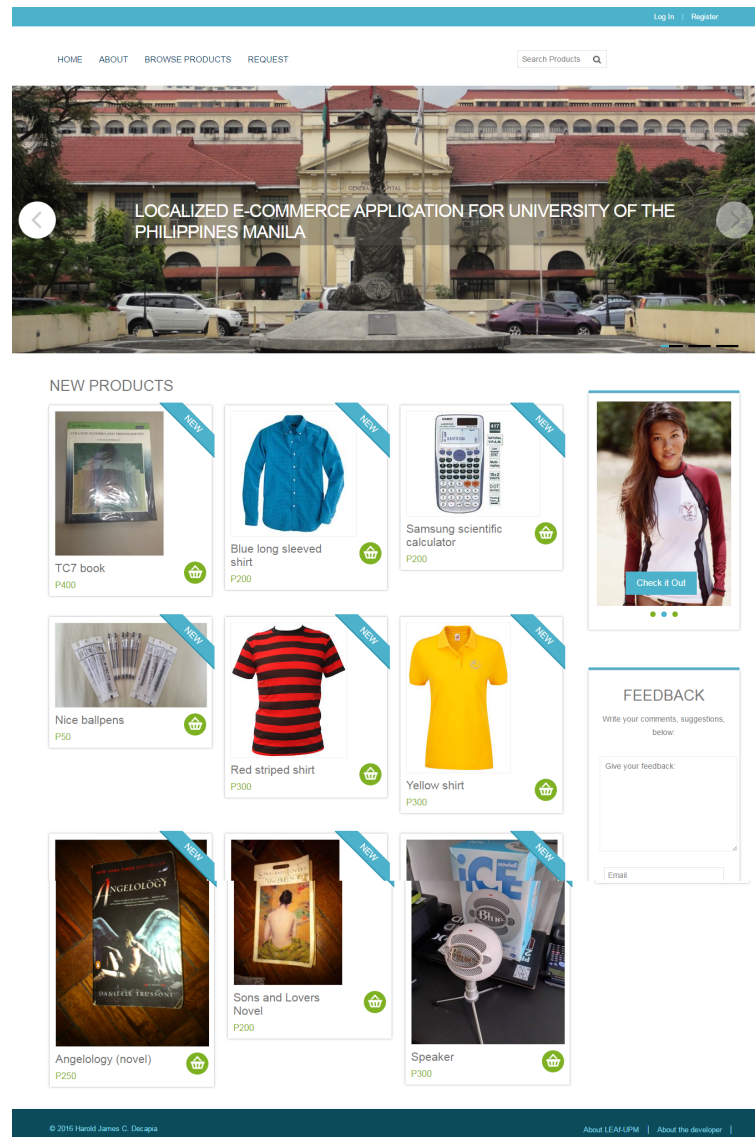 Log In | Register
HOME ABOUT BROWSE PRODUCTS REQUEST
Search Products
LOCALIZED E-COMMERCE APPLICATION FOR UNIVERSITY OF THE
PHILIPPINES MANILA
NEW PRODUCTS
NEW
TC7 book
P400
NEW
Blue long sleeved
shirt
P200
NEW
417
Samsung scientific
calculator
P200
Check it Out
NEW
Nice ballpens
P50
NEW
Red striped shirt
P300
NEW
Yellow shirt
P300
FEEDBACK
Write your comments, suggestions,
below:
Give your feedback:
Email
NEW
ANGELOLOGY
DANIELLE TRUSSONI
Angelology (novel)
P250
NEW
Sons and Lovers
Novel
P200
NEW
Blue
Speaker
P300
© 2016 Harold James C. Decapia
About LEAf-UPM | About the developer |